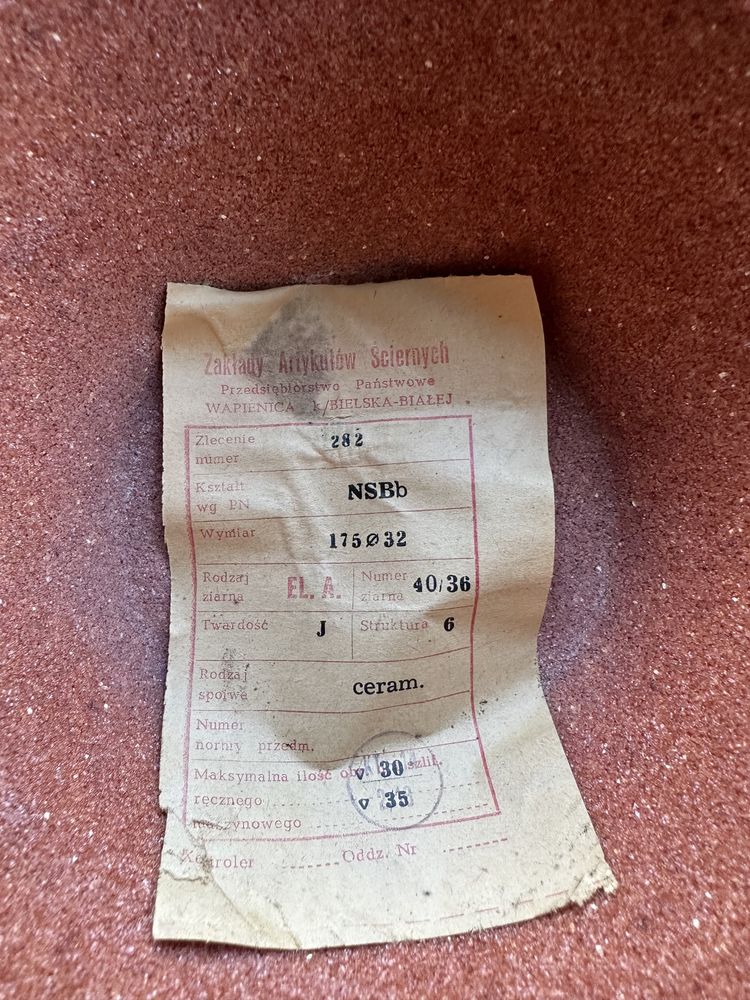 Zakłady Artykułów Ściernych
Przedsiębiorstwo Państwowe
WAPIENICA k/BIELSKA-BIAŁEJ
Zlecenie numer 282
Kształt wg PN NSBb
Wymiar 175⌀32
Rodzaj ziarna EL. A. Numer ziarna 40/36
Twardość J Struktura 6
Rodzaj spoiwa ceram.
Numer normy przedm.
Maksymalna ilość szlif.
ręcznego v 30
maszynowego v 35
Kontroler Oddz. Nr